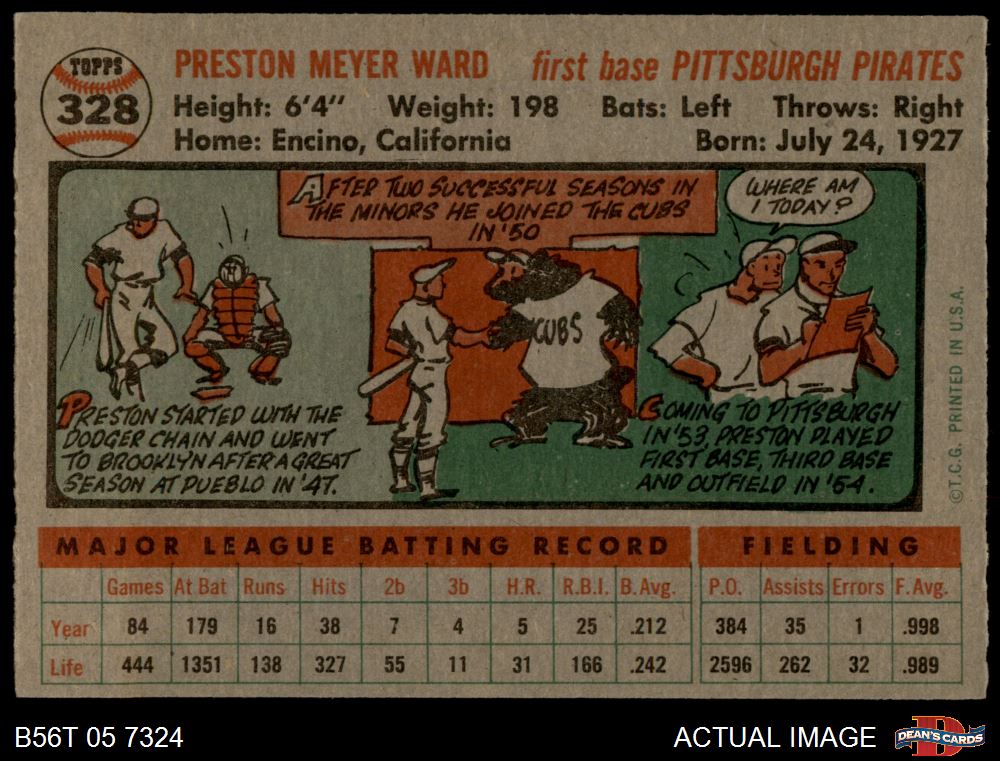 TOPPS
328
PRESTON MEYER WARD first base PITTSBURGH PIRATES
Height: 6'4" Weight: 198 Bats: Left Throws: Right
Home: Encino, California Born: July 24, 1927
AFTER TWO SUCCESSFUL SEASONS IN
THE MINORS HE JOINED THE CUBS
IN '50
WHERE AM
I TODAY?
CUBS
PRESTON STARTED WITH THE
DODGER CHAIN AND WENT
TO BROOKLYN AFTER A GREAT
SEASON AT PUEBLO IN '47.
COMING TO PITTSBURGH
IN '53, PRESTON PLAYED
FIRST BASE, THIRD BASE
AND OUTFIELD IN '54.
©T.C.G. PRINTED IN U.S.A.
MAJOR LEAGUE BATTING RECORD FIELDING
Games At Bat Runs Hits 2b 3b H.R. R.B.I. B.Avg. P.O. Assists Errors F.Avg.
Year 84 179 16 38 7 4 5 25 .212 384 35 1 .998
Life 444 1351 138 327 55 11 31 166 .242 2596 262 32 .989
B56T 05 7324 ACTUAL IMAGE
DEAN'S CARDS